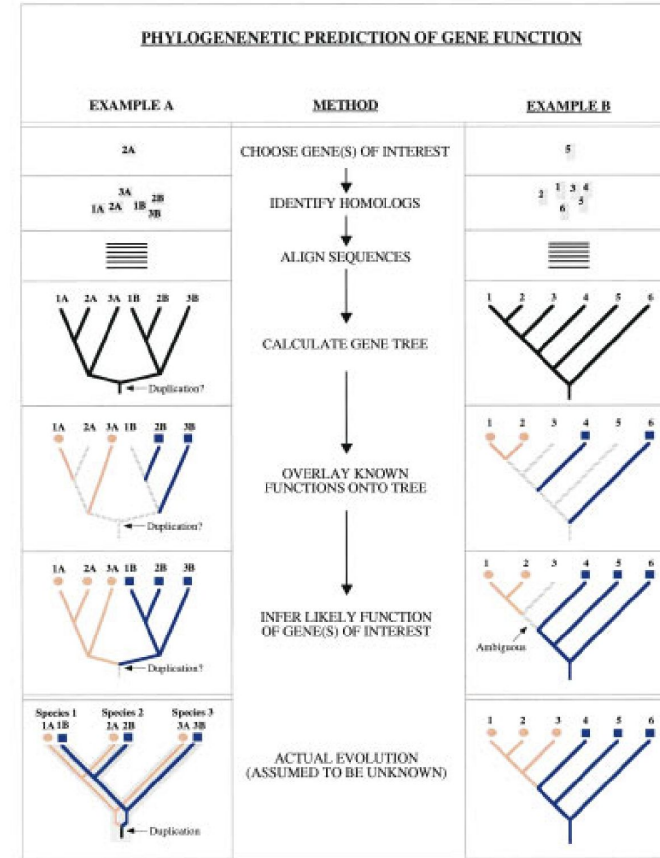 PHYLOGENENETIC PREDICTION OF GENE FUNCTION
EXAMPLE A METHOD EXAMPLE B
2A CHOOSE GENE(S) OF INTEREST 5
3A
1A 2A 1B 2B
3B
IDENTIFY HOMOLOGS
2 1 3 4
6 5
ALIGN SEQUENCES
1A 2A 3A 1B 2B 3B
CALCULATE GENE TREE
Duplication?
1 2 3 4 5 6
1A 2A 3A 1B 2B 3B
OVERLAY KNOWN
FUNCTIONS ONTO TREE
Duplication?
1 2 3 4 5 6
1A 2A 3A 1B 2B 3B
INFER LIKELY FUNCTION
OF GENE(S) OF INTEREST
Duplication?
1 2 3 4 5 6
Ambiguous
Species 1 Species 2 Species 3
1A 1B 2A 2B 3A 3B
ACTUAL EVOLUTION
(ASSUMED TO BE UNKNOWN)
Duplication
1 2 3 4 5 6